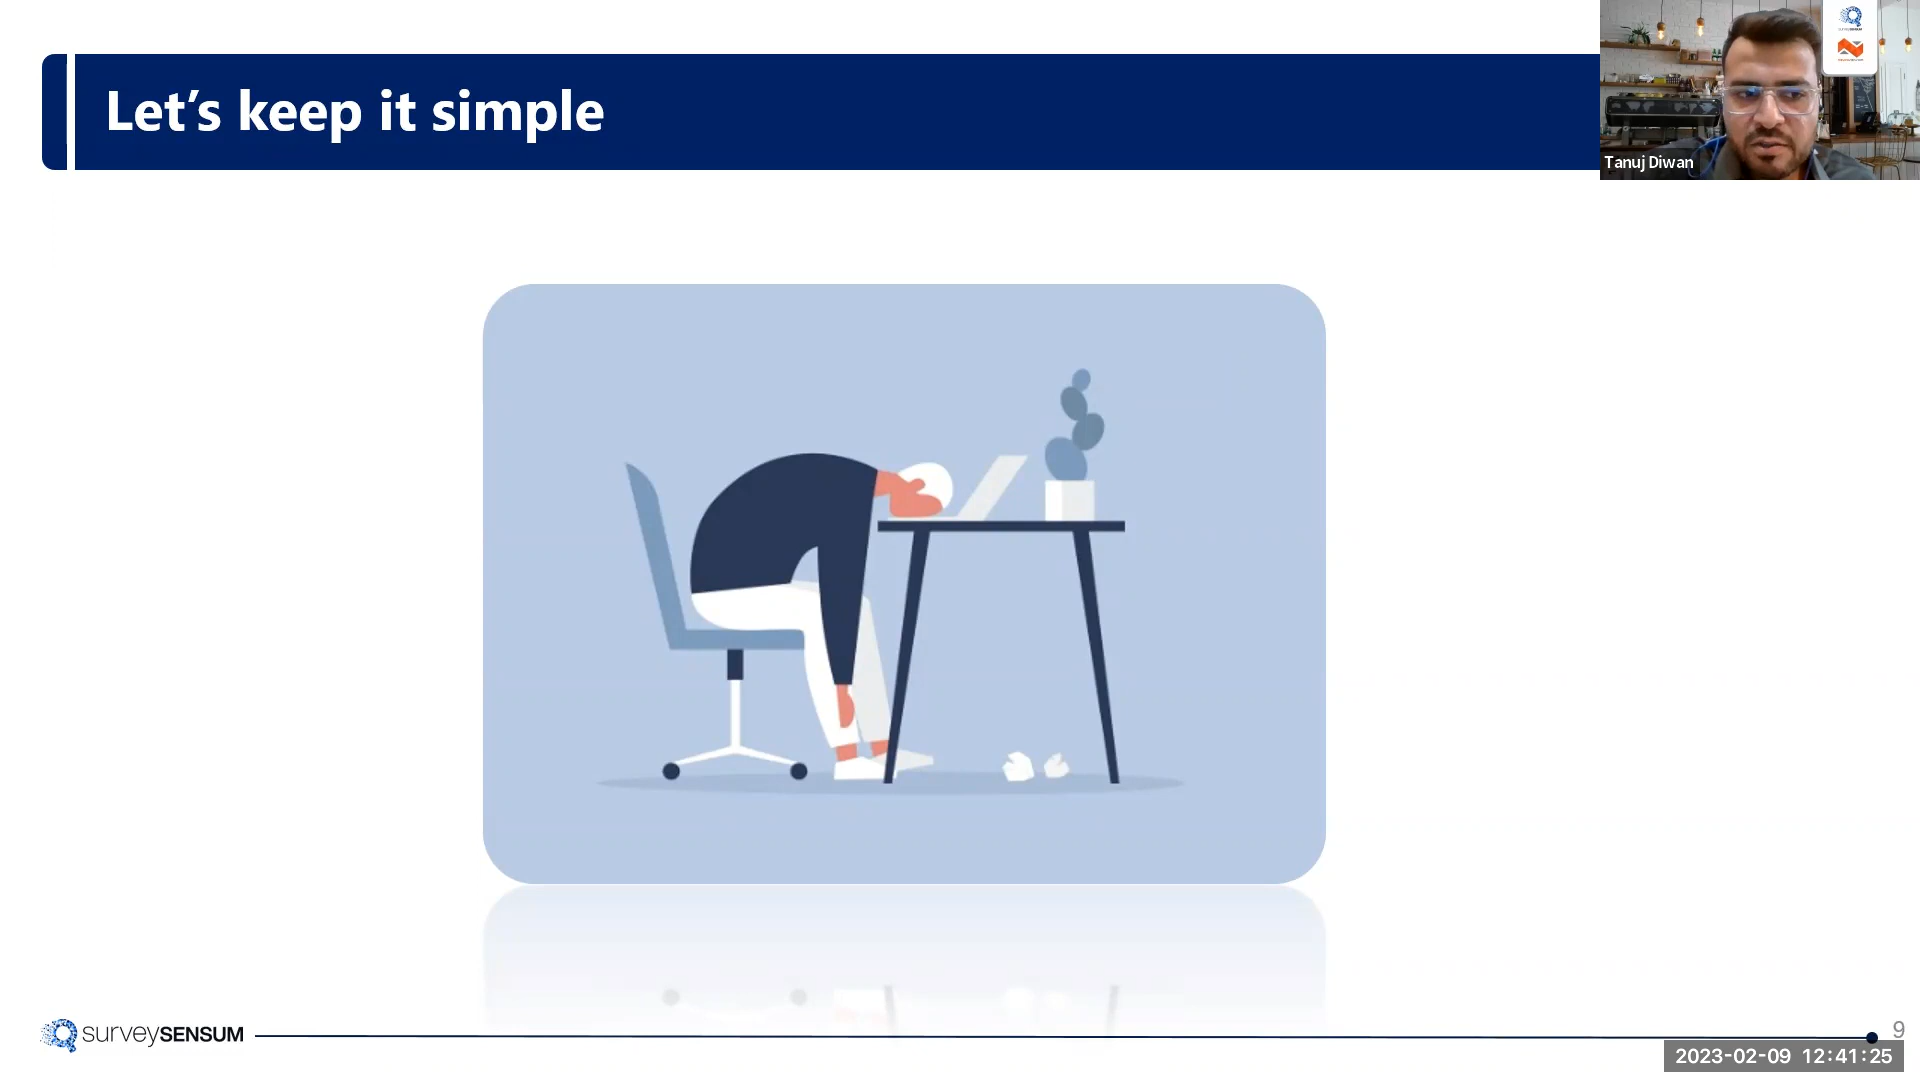 Let’s keep it simple
Tanuj Diwan
surveySENSUM
9
2023-02-09 12:41:25